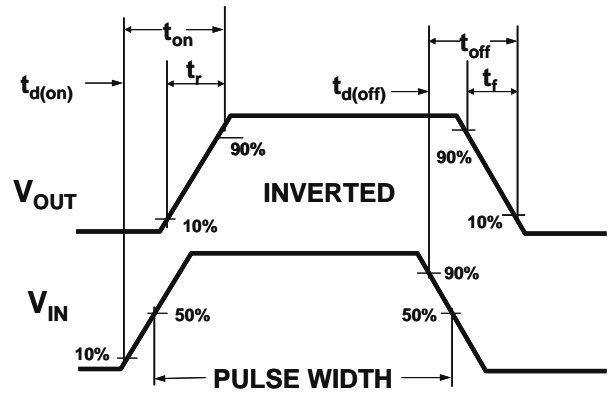 t_on
t_off
t_d(on)
t_r
t_d(off)
t_f
90%
90%
V_OUT
INVERTED
10%
10%
V_IN
90%
50%
50%
10%
PULSE WIDTH